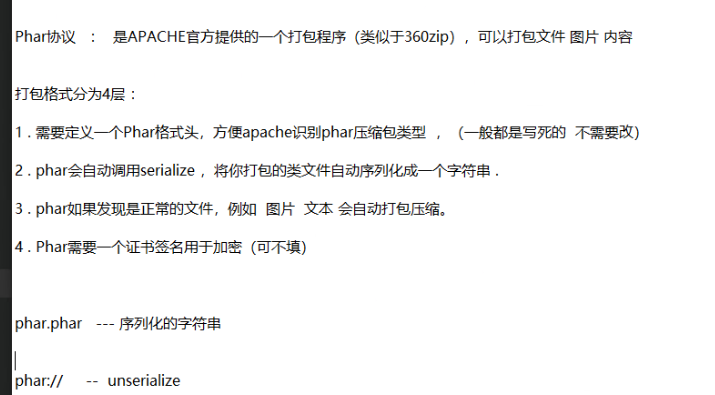 Phar协议 ： 是APACHE官方提供的一个打包程序（类似于360zip），可以打包文件 图片 内容
打包格式分为4层：
1 . 需要定义一个Phar格式头，方便apache识别phar压缩包类型 ，（一般都是写死的 不需要改）
2 . phar会自动调用serialize ，将你打包的类文件自动序列化成一个字符串 .
3 . phar如果发现是正常的文件，例如 图片 文本 会自动打包压缩。
4 . Phar需要一个证书签名用于加密（可不填）
phar.phar --- 序列化的字符串
phar:// -- unserialize